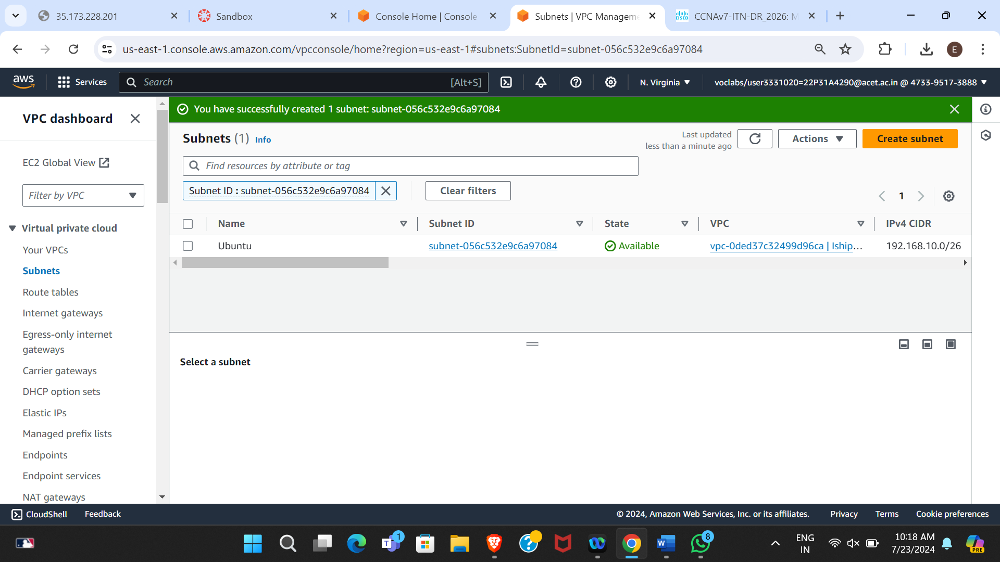 35.173.228.201
Sandbox
Console Home | Console
Subnets | VPC Manageme
CCNAv7-ITN-DR_2026: M
us-east-1.console.aws.amazon.com/vpcconsole/home?region=us-east-1#subnets:SubnetId=subnet-056c532e9c6a97084
E
aws
Services
Search
[Alt+S]
N. Virginia
voclabs/user3331020=22P31A4290@acet.ac.in @ 4733-9517-3888
VPC dashboard
EC2 Global View
Filter by VPC
Virtual private cloud
Your VPCs
Subnets
Route tables
Internet gateways
Egress-only internet
gateways
Carrier gateways
DHCP option sets
Elastic IPs
Managed prefix lists
Endpoints
Endpoint services
NAT gateways
You have successfully created 1 subnet: subnet-056c532e9c6a97084
Subnets (1) Info
Last updated
less than a minute ago
Actions
Create subnet
Find resources by attribute or tag
Subnet ID : subnet-056c532e9c6a97084
Clear filters
1
Name
Subnet ID
State
VPC
IPv4 CIDR
Ubuntu
subnet-056c532e9c6a97084
Available
vpc-0ded37c32499d96ca | Iship...
192.168.10.0/26
Select a subnet
CloudShell
Feedback
© 2024, Amazon Web Services, Inc. or its affiliates.
Privacy
Terms
Cookie preferences
1
8
ENG
IN
10:18 AM
7/23/2024
PRE